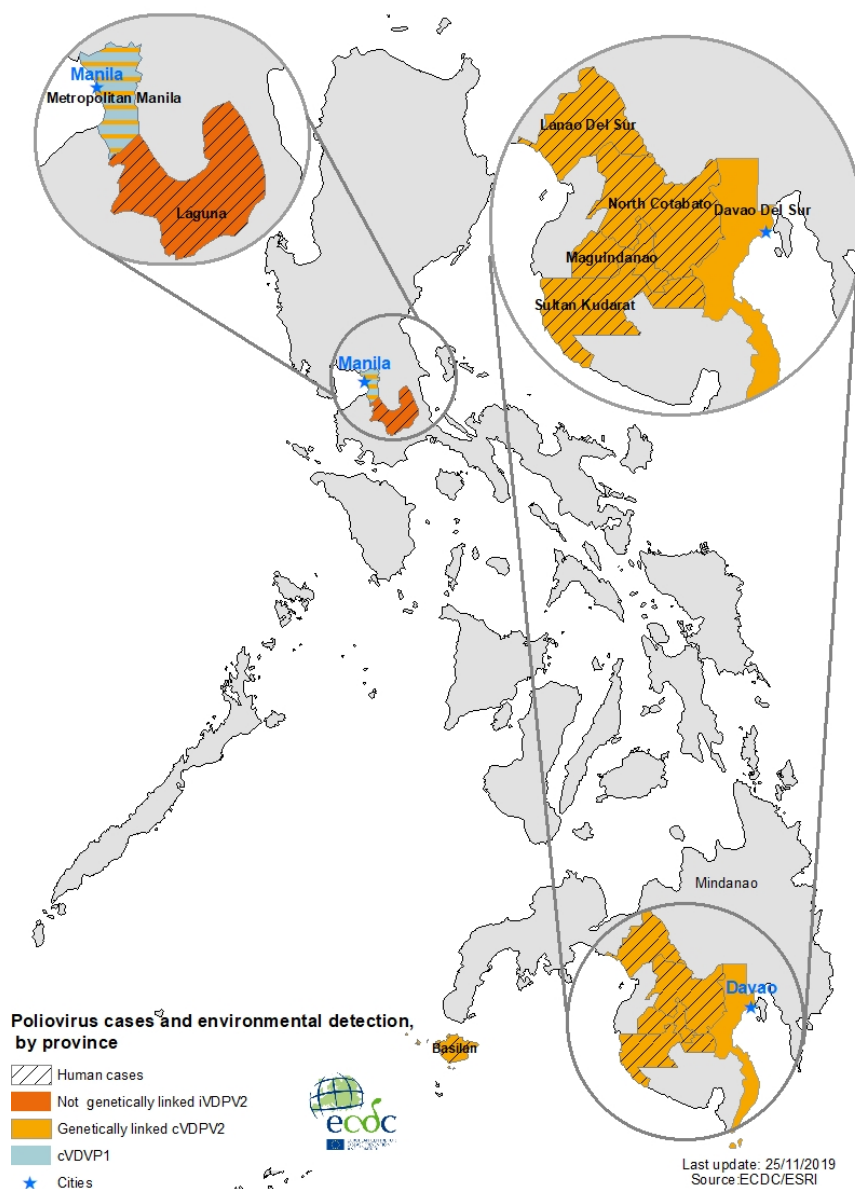 Manila
Metropolitan Manila
Laguna
Lanao Del Sur
North Cotabato
Davao Del Sur
Maguindanao
Sultan Kudarat
Manila
Mindanao
Davao
Basilan
Poliovirus cases and environmental detection,
by province
Human cases
Not genetically linked iVDPV2
Genetically linked cVDPV2
cVDVP1
Cities
ecdc
Last update: 25/11/2019
Source:ECDC/ESRI